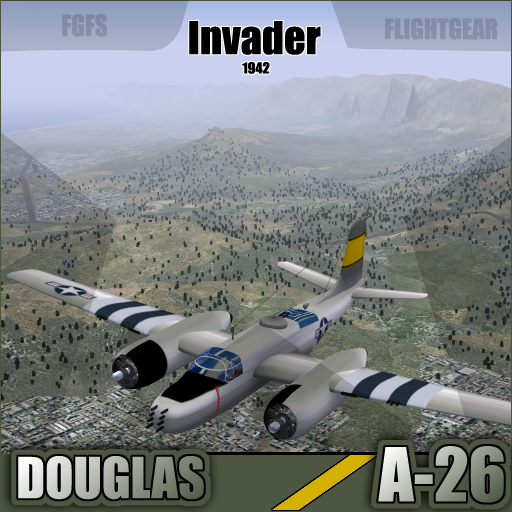 FGFS
Invader
FLIGHTGEAR
1942
DOUGLAS
A-26